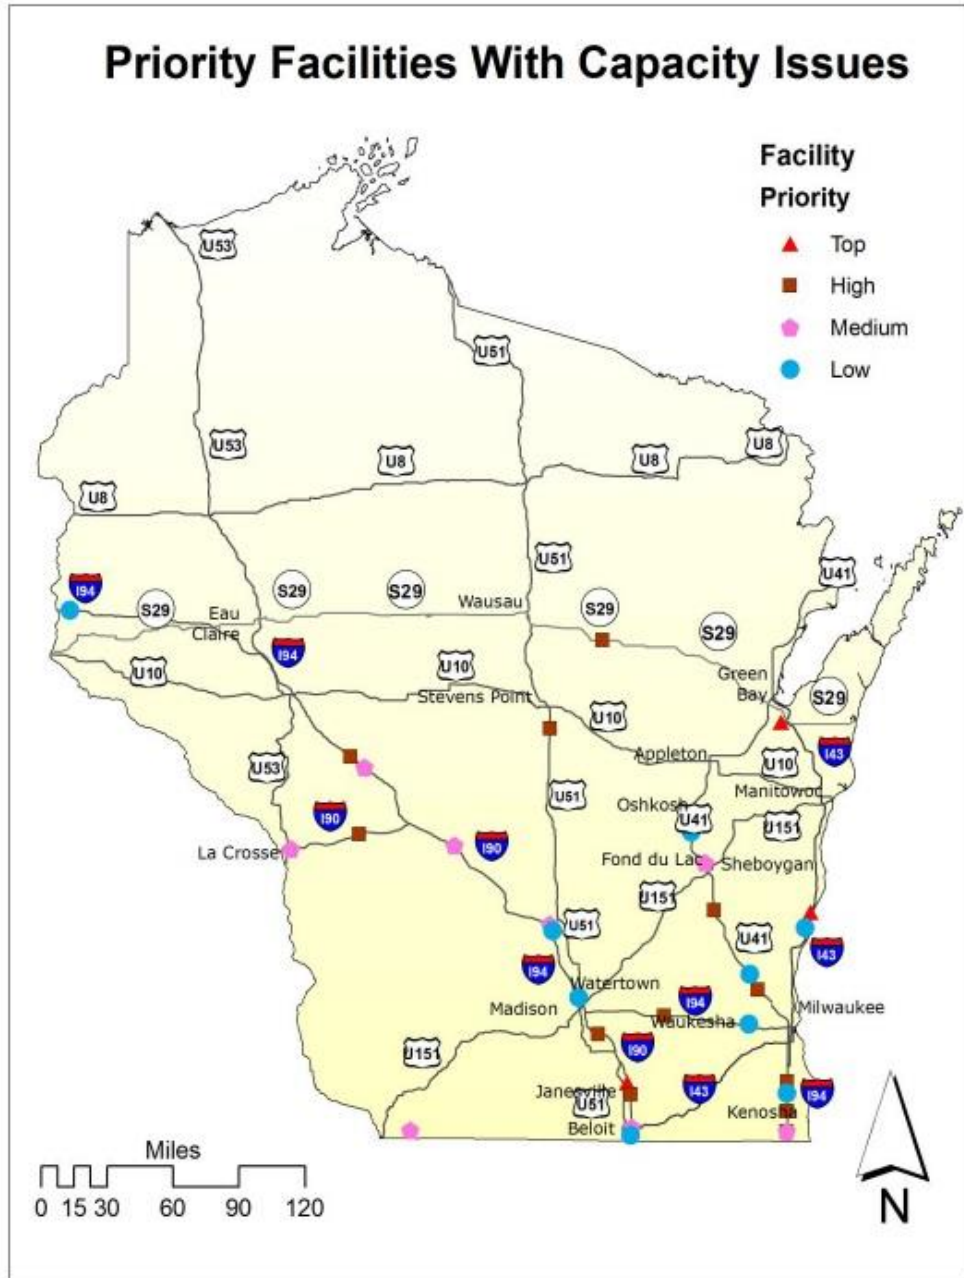 Priority Facilities With Capacity Issues
Facility
Priority
Top
High
Medium
Low
U53
U51
U53
U8
U8
U8
U8
U51
U41
I94
S29
S29
S29
Eau
Claire
Wausau
S29
S29
I94
U10
U10
Stevens Point
Green
Bay
S29
U10
Appleton
I43
U10
U53
Manitowoc
U51
Oshkosh
U41
U151
I90
La Crosse
I90
Fond du Lac
Sheboygan
U151
U51
U41
I43
I94
Watertown
Madison
I94
Milwaukee
Waukesha
U151
I90
Janesville
I43
I94
U51
Kenosha
Beloit
Miles
0 15 30 60 90 120
N